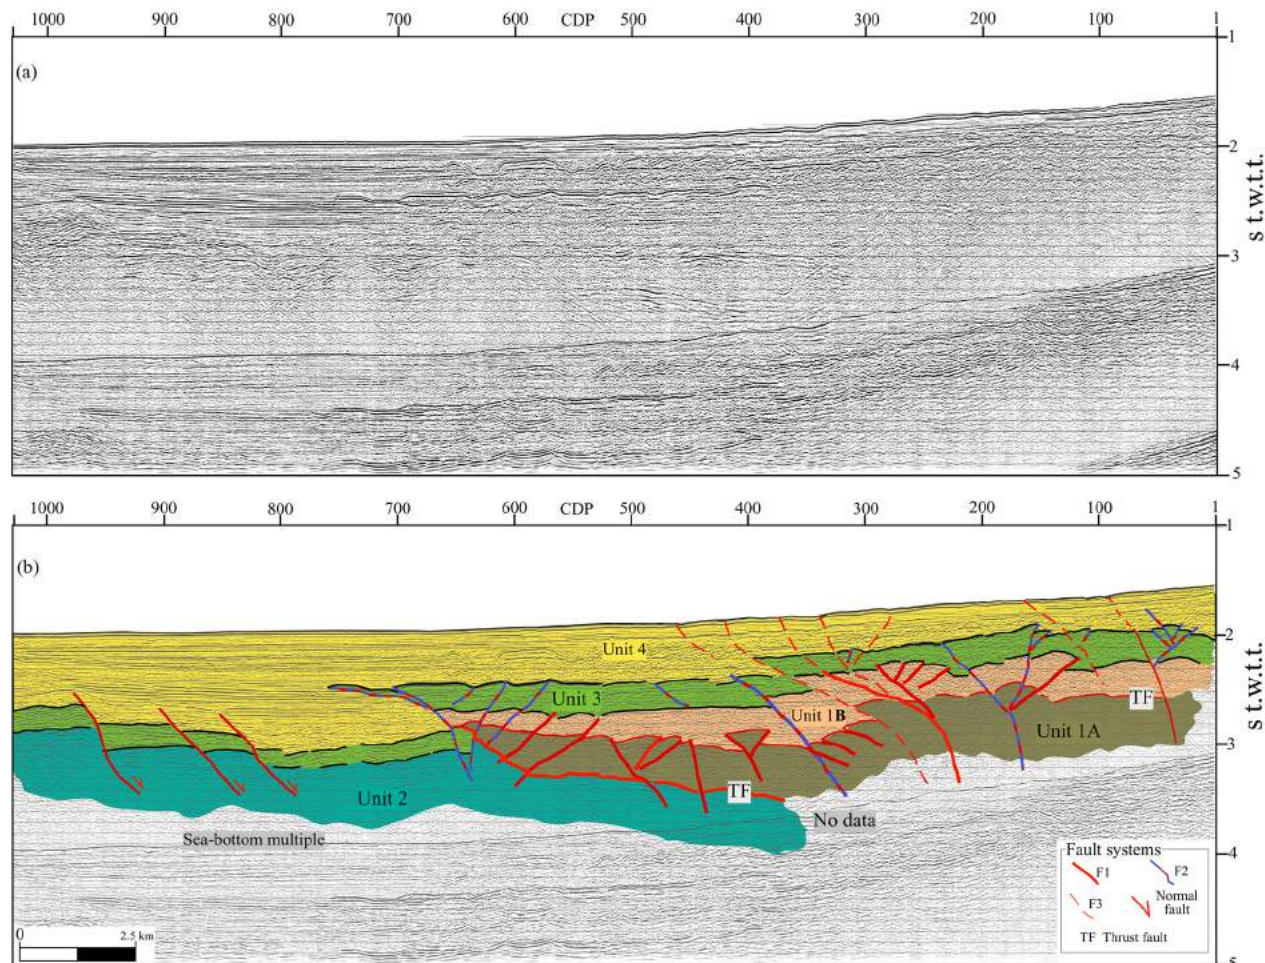 1000 900 800 700 600 CDP 500 400 300 200 100 1
(a)
1
2
3
4
5
s t.w.t.t.
1000 900 800 700 600 CDP 500 400 300 200 100 1
(b)
1
2
3
4
5
s t.w.t.t.
Unit 4
Unit 3
Unit 1B
TF
Unit 1A
TF
Unit 2
No data
Sea-bottom multiple
Fault systems
F1 F2
F3 Normal
fault
TF Thrust fault
0 2.5 km